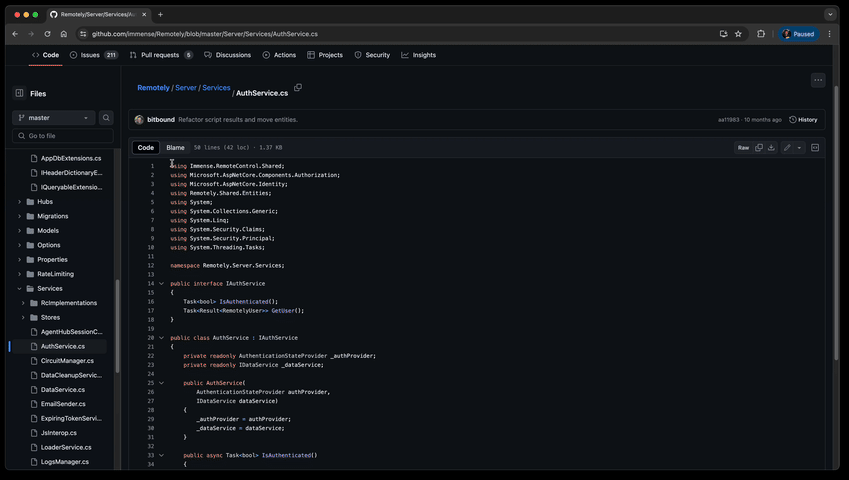 Remotely/Server/Services/Au
github.com/immense/Remotely/blob/master/Server/Services/AuthService.cs
Paused
Code
Issues 211
Pull requests 6
Discussions
Actions
Projects
Security
Insights
Files
master
Go to file
AppDbExtensions.cs
IHeaderDictionaryE...
IQueryableExtensio...
Hubs
Migrations
Models
Options
Properties
RateLimiting
Services
RcImplementations
Stores
AgentHubSessionC...
AuthService.cs
CircuitManager.cs
DataCleanupServic...
DataService.cs
EmailSender.cs
ExpiringTokenServi...
JsInterop.cs
LoaderService.cs
LogsManager.cs
Remotely / Server / Services
/ AuthService.cs
bitbound Refactor script results and move entities.
aa11983 · 10 months ago
History
Code
Blame
58 lines (42 loc) · 1.37 KB
Raw
1 using Immense.RemoteControl.Shared;
2 using Microsoft.AspNetCore.Components.Authorization;
3 using Microsoft.AspNetCore.Identity;
4 using Remotely.Shared.Entities;
5 using System;
6 using System.Collections.Generic;
7 using System.Linq;
8 using System.Security.Claims;
9 using System.Security.Principal;
10 using System.Threading.Tasks;
11
12 namespace Remotely.Server.Services;
13
14 public interface IAuthService
15 {
16 Task<bool> IsAuthenticated();
17 Task<Result<RemotelyUser>> GetUser();
18 }
19
20 public class AuthService : IAuthService
21 {
22 private readonly AuthenticationStateProvider _authProvider;
23 private readonly IDataService _dataService;
24
25 public AuthService(
26 AuthenticationStateProvider authProvider,
27 IDataService dataService)
28 {
29 _authProvider = authProvider;
30 _dataService = dataService;
31 }
32
33 public async Task<bool> IsAuthenticated()
34 {